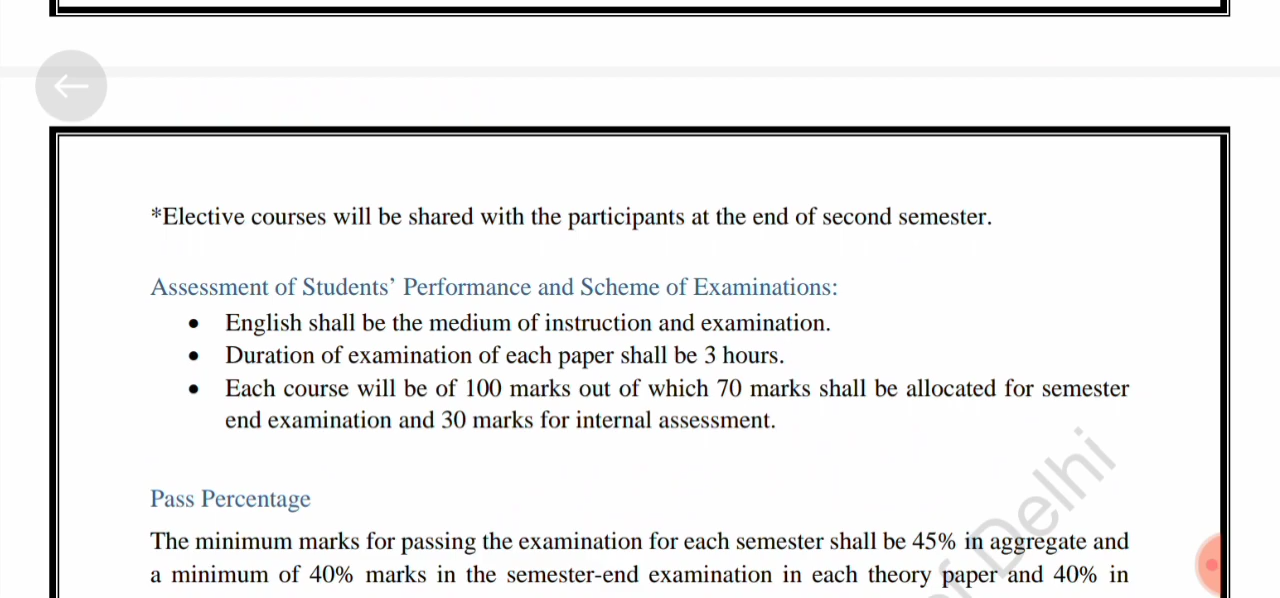 *Elective courses will be shared with the participants at the end of second semester.
Assessment of Students’ Performance and Scheme of Examinations:
• English shall be the medium of instruction and examination.
• Duration of examination of each paper shall be 3 hours.
• Each course will be of 100 marks out of which 70 marks shall be allocated for semester
end examination and 30 marks for internal assessment.
Pass Percentage
The minimum marks for passing the examination for each semester shall be 45% in aggregate and
a minimum of 40% marks in the semester-end examination in each theory paper and 40% in
of Delhi